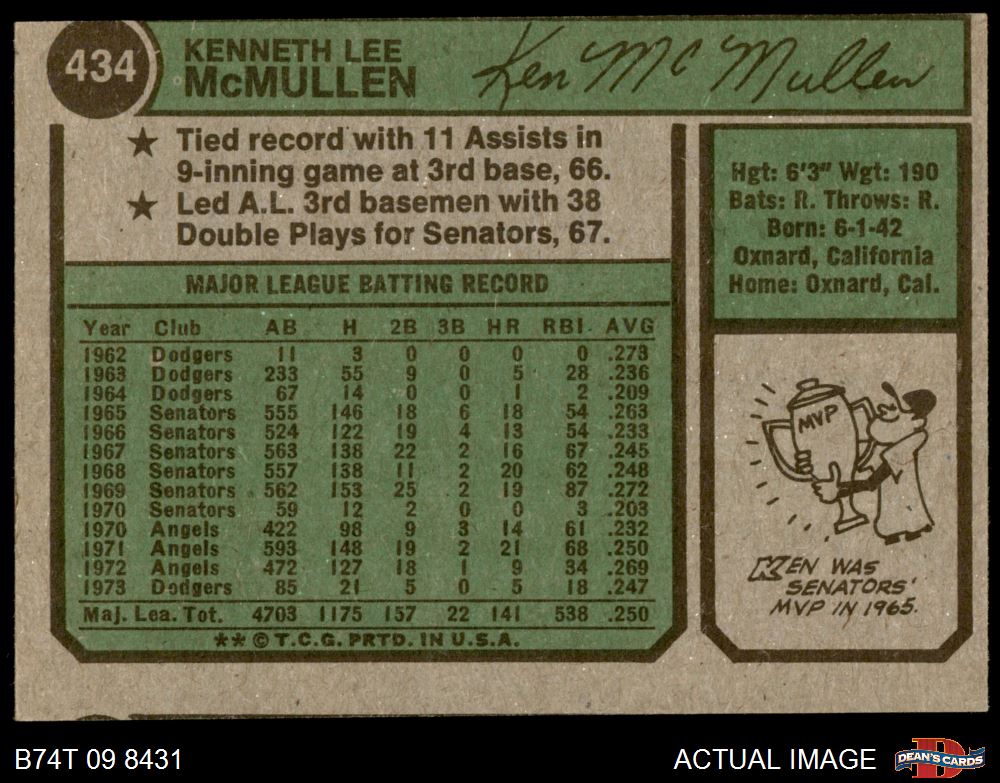 434
KENNETH LEE
McMULLEN
Ken McMullen
★ Tied record with 11 Assists in
9-inning game at 3rd base, 66.
★ Led A.L. 3rd basemen with 38
Double Plays for Senators, 67.
Hgt: 6'3" Wgt: 190
Bats: R. Throws: R.
Born: 6-1-42
Oxnard, California
Home: Oxnard, Cal.
MAJOR LEAGUE BATTING RECORD
Year Club AB H 2B 3B HR RBI AVG
1962 Dodgers 11 3 0 0 0 0 .273
1963 Dodgers 233 55 9 0 5 28 .236
1964 Dodgers 67 14 0 0 1 2 .209
1965 Senators 555 146 18 6 18 54 .263
1966 Senators 524 122 19 4 13 54 .233
1967 Senators 563 138 22 2 16 67 .245
1968 Senators 557 138 11 2 20 62 .248
1969 Senators 562 153 25 2 19 87 .272
1970 Senators 59 12 2 0 0 3 .203
1970 Angels 422 98 9 3 14 61 .232
1971 Angels 593 148 19 2 21 68 .250
1972 Angels 472 127 18 1 9 34 .269
1973 Dodgers 85 21 5 0 5 18 .247
Maj. Lea. Tot. 4703 1175 157 22 141 538 .250
** © T.C.G. PRTD. IN U.S.A.
MVP
KEN WAS
SENATORS'
MVP IN 1965.
B74T 09 8431
ACTUAL IMAGE
D
DEAN'S CARDS